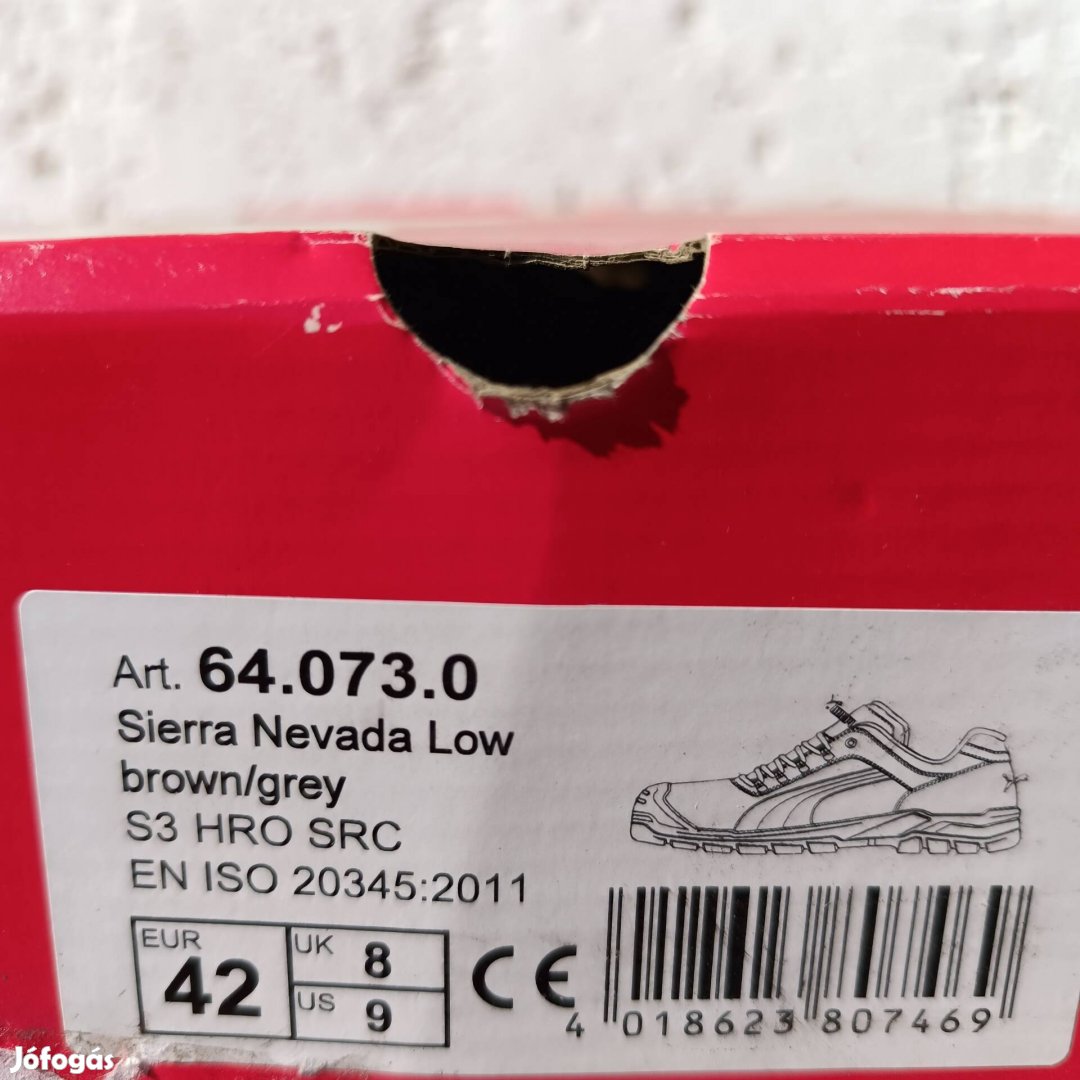 Art. 64.073.0
Sierra Nevada Low
brown/grey
S3 HRO SRC
EN ISO 20345:2011
EUR 42
UK 8
US 9
CE
4 018623 807469
Jófogás